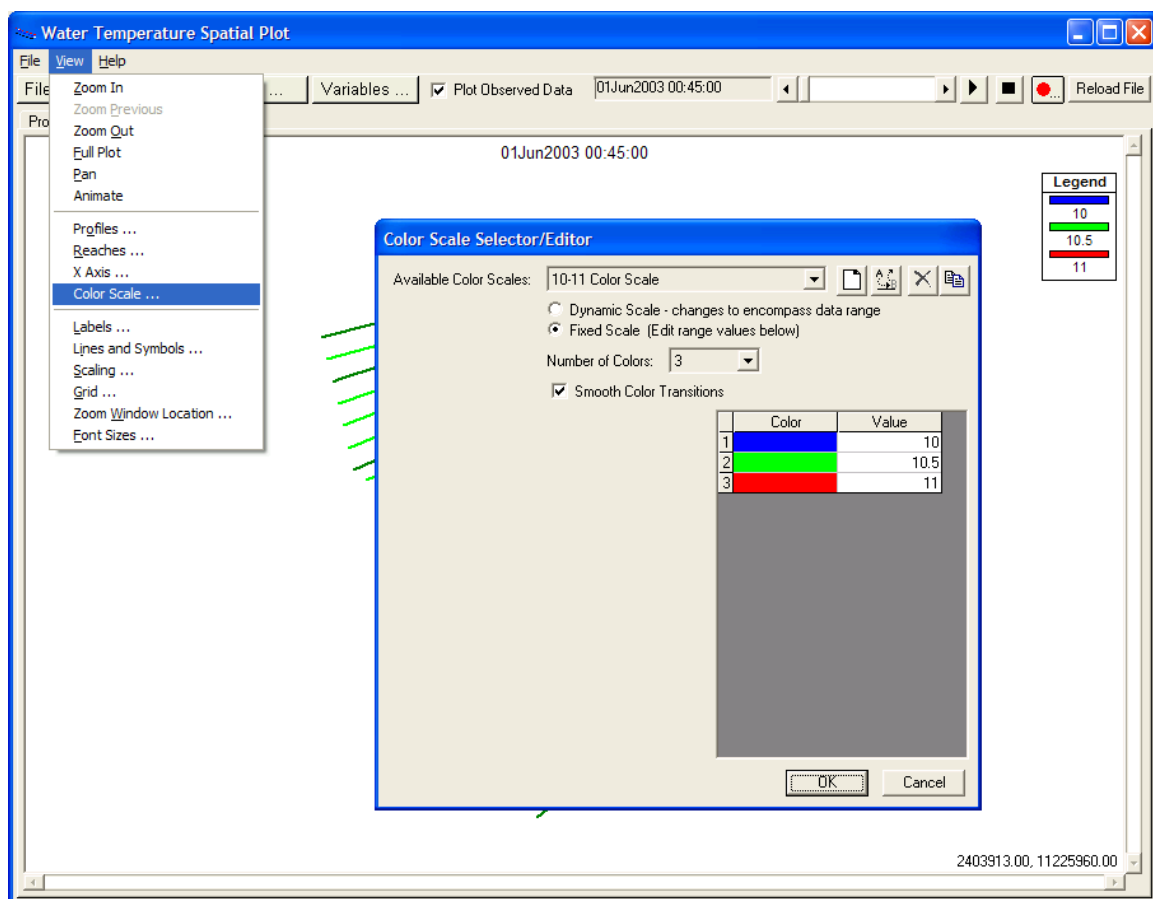 Water Temperature Spatial Plot
File View Help
File ... Variables ... Plot Observed Data 01Jun2003 00:45:00 ... Reload File
Pro
Zoom In
Zoom Previous
Zoom Out
Full Plot
Pan
Animate
Profiles ...
Reaches ...
X Axis ...
Color Scale ...
Labels ...
Lines and Symbols ...
Scaling ...
Grid ...
Zoom Window Location ...
Font Sizes ...
01Jun2003 00:45:00
Legend
10
10.5
11
Color Scale Selector/Editor
Available Color Scales: 10-11 Color Scale
Dynamic Scale - changes to encompass data range
Fixed Scale (Edit range values below)
Number of Colors: 3
Smooth Color Transitions
Color Value
1 10
2 10.5
3 11
OK Cancel
2403913.00, 11225960.00